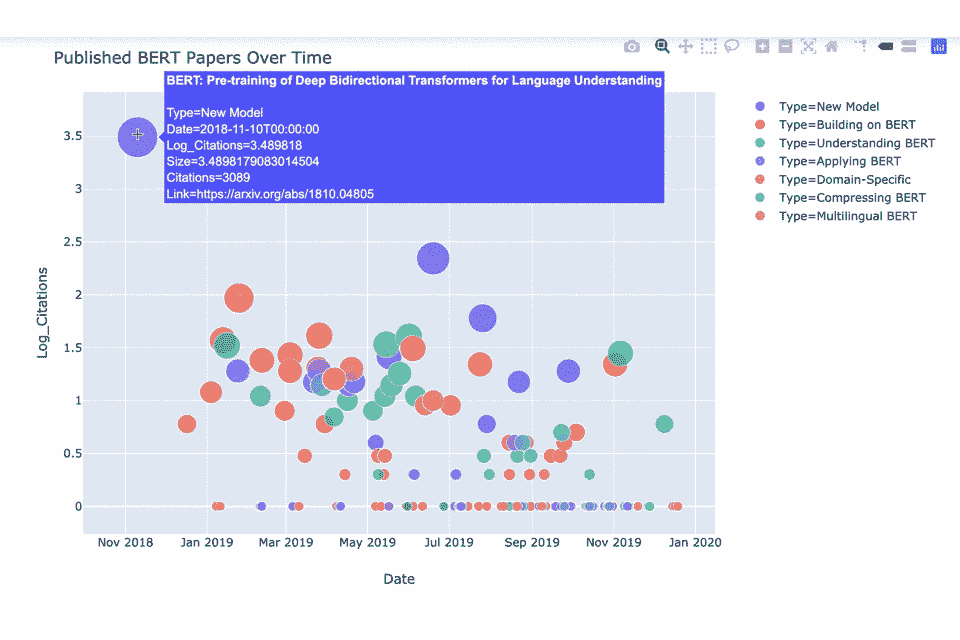 Published BERT Papers Over Time
BERT: Pre-training of Deep Bidirectional Transformers for Language Understanding
Type=New Model
Date=2018-11-10T00:00:00
Log_Citations=3.489818
Size=3.4898179083014504
Citations=3089
Link=https://arxiv.org/abs/1810.04805
Type=New Model
Type=Building on BERT
Type=Understanding BERT
Type=Applying BERT
Type=Domain-Specific
Type=Compressing BERT
Type=Multilingual BERT
Log_Citations
3.5
3
2.5
2
1.5
1
0.5
0
Nov 2018 Jan 2019 Mar 2019 May 2019 Jul 2019 Sep 2019 Nov 2019 Jan 2020
Date